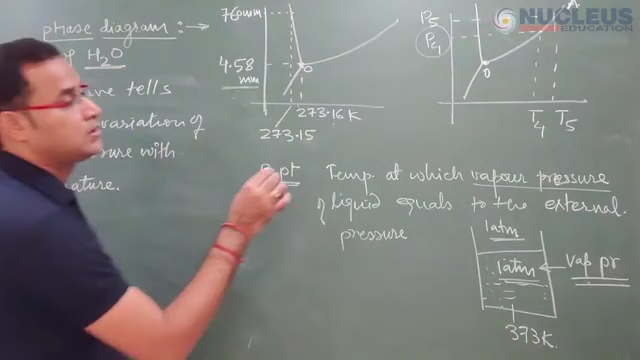 NUCLEUS
EDUCATION
phase diagram :→
of H₂O
760mm
4.58
mm
O
273.16K
273.15
P5
P4
A
O
T4
T5
tells
variation of
with
B pt
Temp. at which vapour pressure
of liquid equals to the external
pressure
1atm
1atm
vap pr
373K